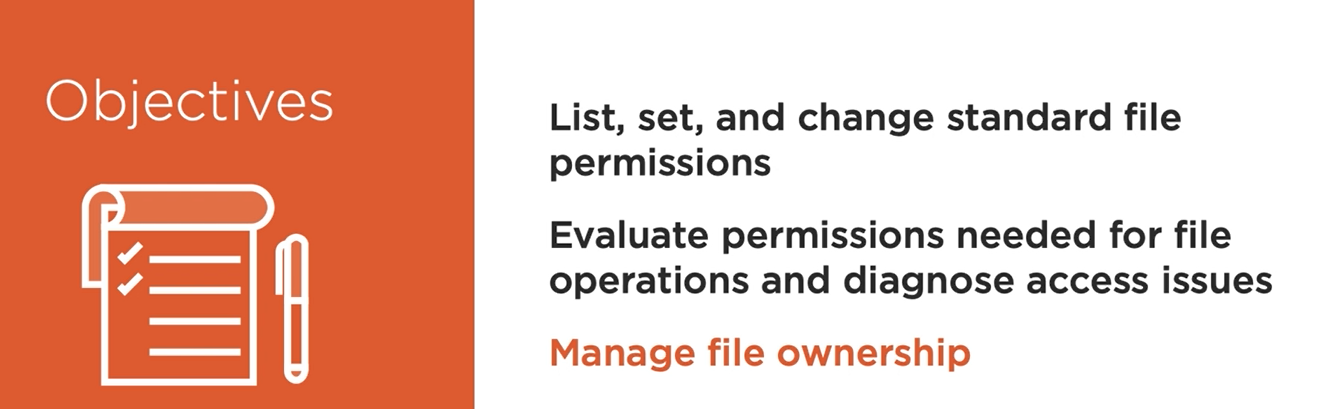 Objectives
List, set, and change standard file
permissions
Evaluate permissions needed for file
operations and diagnose access issues
Manage file ownership